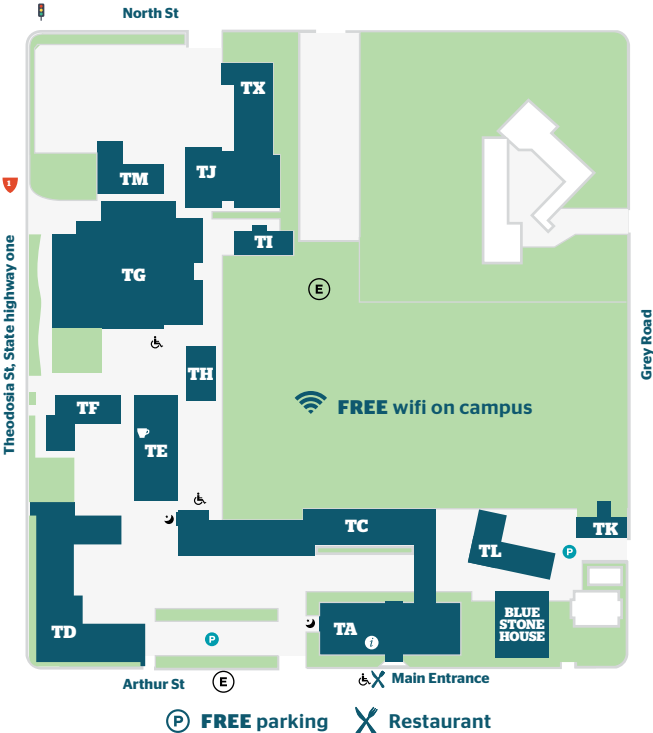 North St
TX
TM
TJ
1
TI
TG
E
Theodosia St, State highway one
Grey Road
TH
FREE wifi on campus
TF
TE
TC
TK
TL
P
BLUE
STONE
HOUSE
TD
P
TA
i
Arthur St
E
Main Entrance
P FREE parking
Restaurant